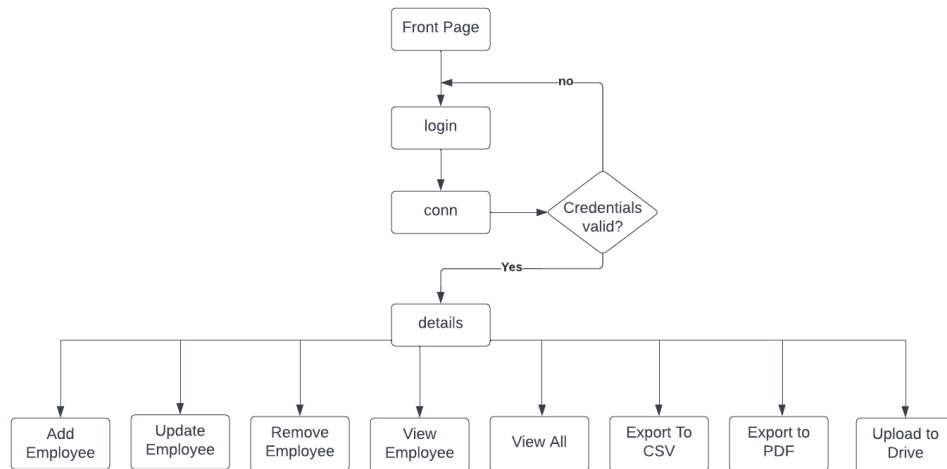 Front Page
no
login
conn
Credentials
valid?
Yes
details
Add
Employee
Update
Employee
Remove
Employee
View
Employee
View All
Export To
CSV
Export to
PDF
Upload to
Drive